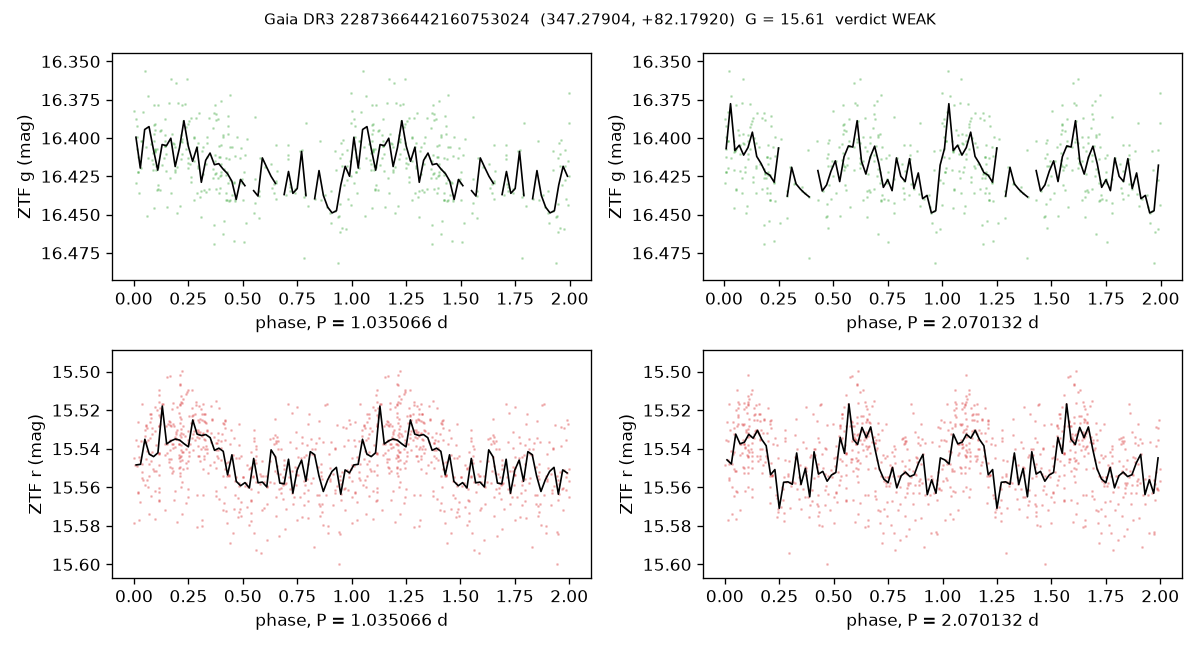 Gaia DR3 2287366442160753024 (347.27904, +82.17920) G = 15.61 verdict WEAK
ZTF g (mag)
16.350
16.375
16.400
16.425
16.450
16.475
0.00 0.25 0.50 0.75 1.00 1.25 1.50 1.75 2.00
phase, P = 1.035066 d
ZTF g (mag)
16.350
16.375
16.400
16.425
16.450
16.475
0.00 0.25 0.50 0.75 1.00 1.25 1.50 1.75 2.00
phase, P = 2.070132 d
ZTF r (mag)
15.50
15.52
15.54
15.56
15.58
15.60
0.00 0.25 0.50 0.75 1.00 1.25 1.50 1.75 2.00
phase, P = 1.035066 d
ZTF r (mag)
15.50
15.52
15.54
15.56
15.58
15.60
0.00 0.25 0.50 0.75 1.00 1.25 1.50 1.75 2.00
phase, P = 2.070132 d